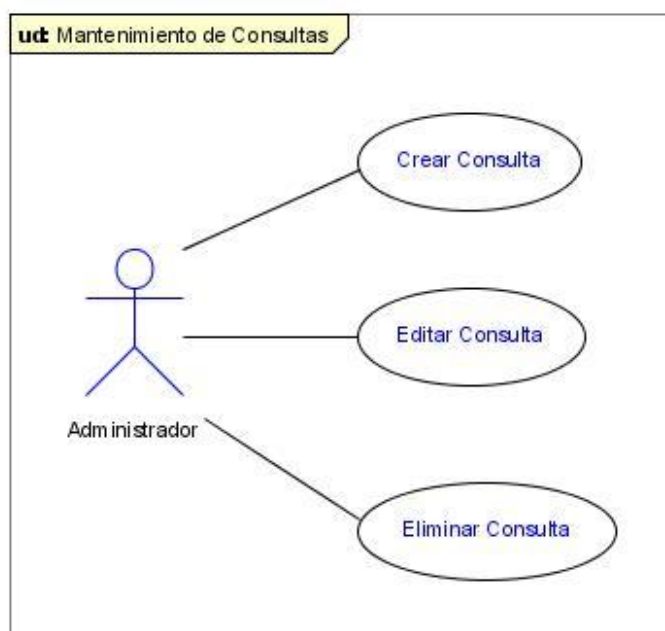 ud: Mantenimiento de Consultas
Crear Consulta
Editar Consulta
Administrador
Eliminar Consulta